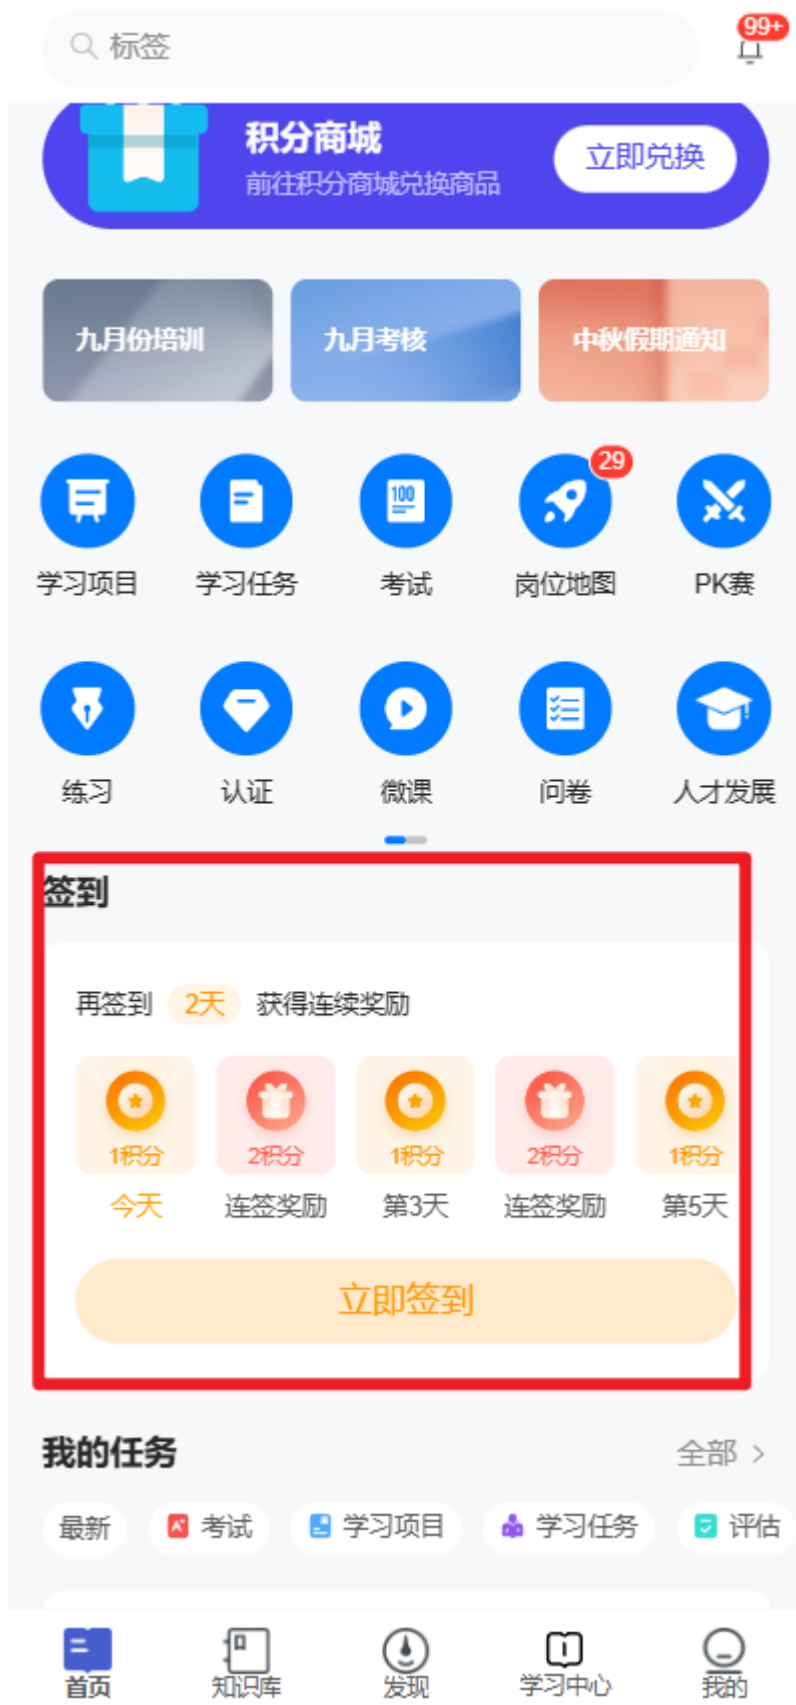 标签
99+
积分商城
前往积分商城兑换商品
立即兑换
九月份培训
九月考核
中秋假期通知
100
29
学习项目
学习任务
考试
岗位地图
PK赛
练习
认证
微课
问卷
人才发展
签到
再签到 2天 获得连续奖励
1积分
2积分
1积分
2积分
1积分
今天
连签奖励
第3天
连签奖励
第5天
立即签到
我的任务
全部 >
最新
考试
学习项目
学习任务
评估
首页
知识库
发现
学习中心
我的